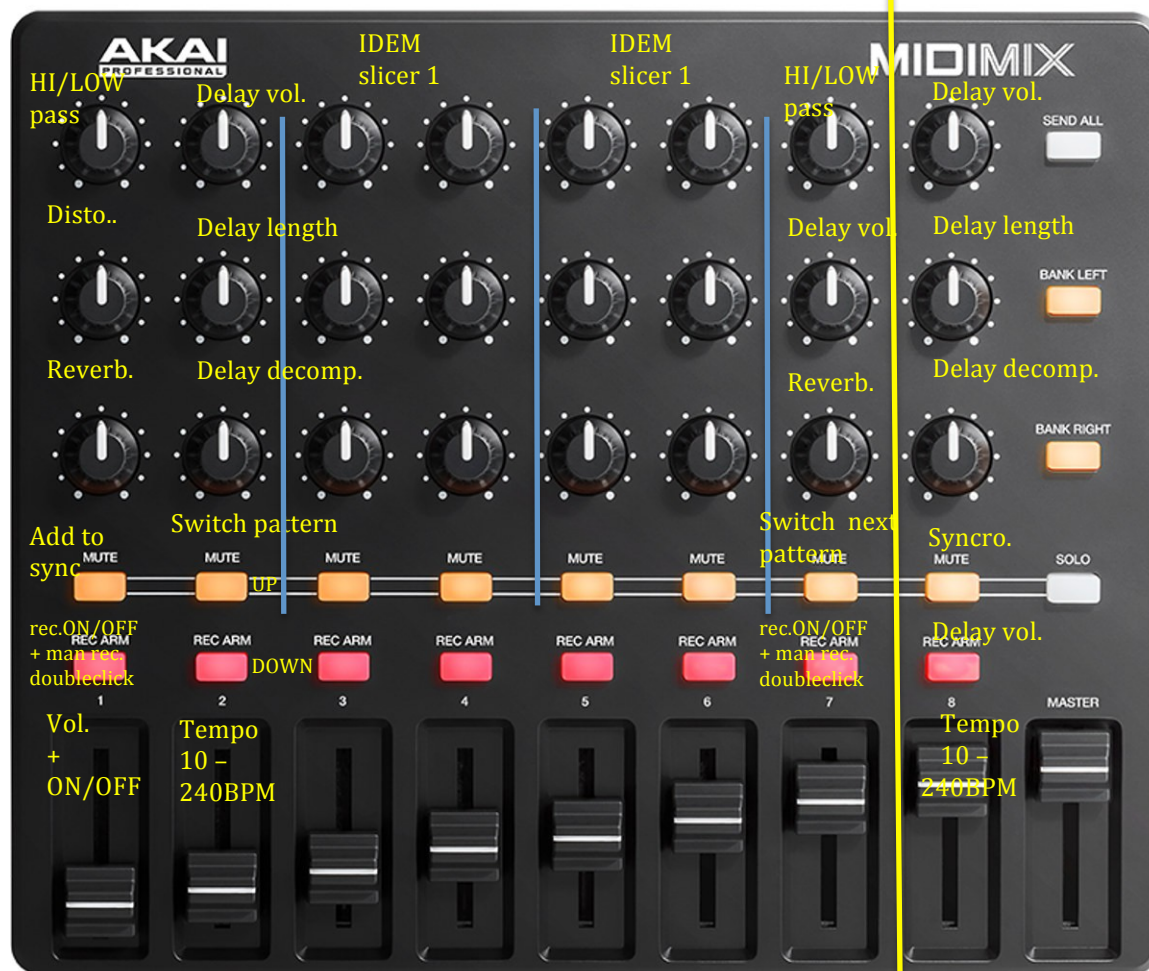 AKAI
PROFESSIONAL
MIDIMIX
IDEM
slicer 1
IDEM
slicer 1
HI/LOW
pass
Delay vol.
HI/LOW
pass
Delay vol.
SEND ALL
Disto..
Delay length
Delay vol.
Delay length
BANK LEFT
Reverb.
Delay decomp.
Reverb.
Delay decomp.
BANK RIGHT
Add to
sync
Switch pattern
Switch next
pattern
Syncro.
MUTE
MUTE
MUTE
MUTE
MUTE
MUTE
MUTE
MUTE
SOLO
UP
rec.ON/OFF
+ man rec.
doubleclick
rec.ON/OFF
+ man rec.
doubleclick
Delay vol.
REC ARM
REC ARM
REC ARM
REC ARM
REC ARM
REC ARM
REC ARM
REC ARM
DOWN
1
2
3
4
5
6
7
8
MASTER
Vol.
+
ON/OFF
Tempo
10 –
240BPM
Tempo
10 –
240BPM